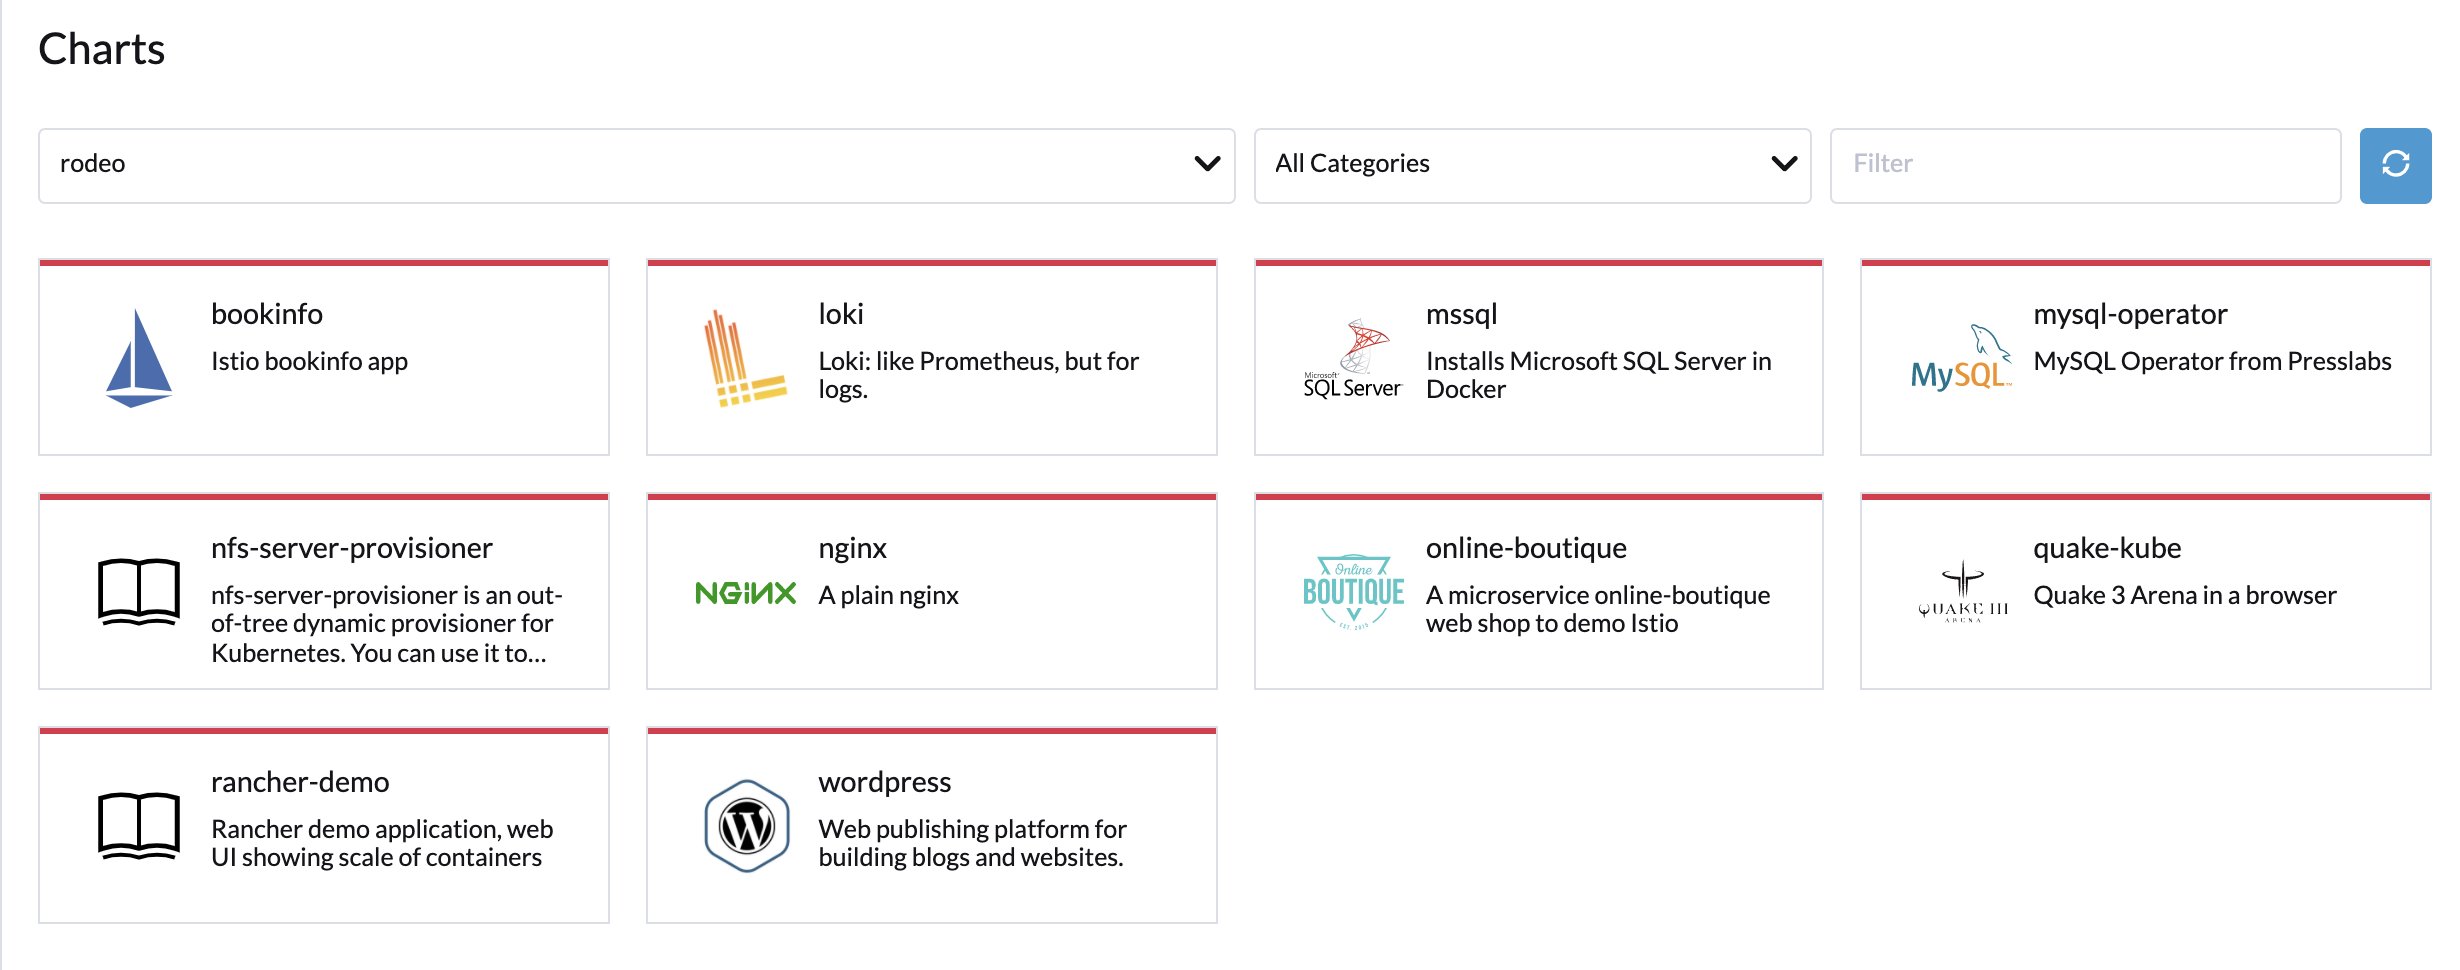 Charts
rodeo
All Categories
Filter
bookinfo
Istio bookinfo app
loki
Loki: like Prometheus, but for
logs.
Microsoft
SQL Server
mssql
Installs Microsoft SQL Server in
Docker
MySQL™
mysql-operator
MySQL Operator from Presslabs
nfs-server-provisioner
nfs-server-provisioner is an out-
of-tree dynamic provisioner for
Kubernetes. You can use it to...
NGINX
nginx
A plain nginx
Online
BOUTIQUE
online-boutique
A microservice online-boutique
web shop to demo Istio
QUAKE III
ARENA
quake-kube
Quake 3 Arena in a browser
rancher-demo
Rancher demo application, web
UI showing scale of containers
W
wordpress
Web publishing platform for
building blogs and websites.